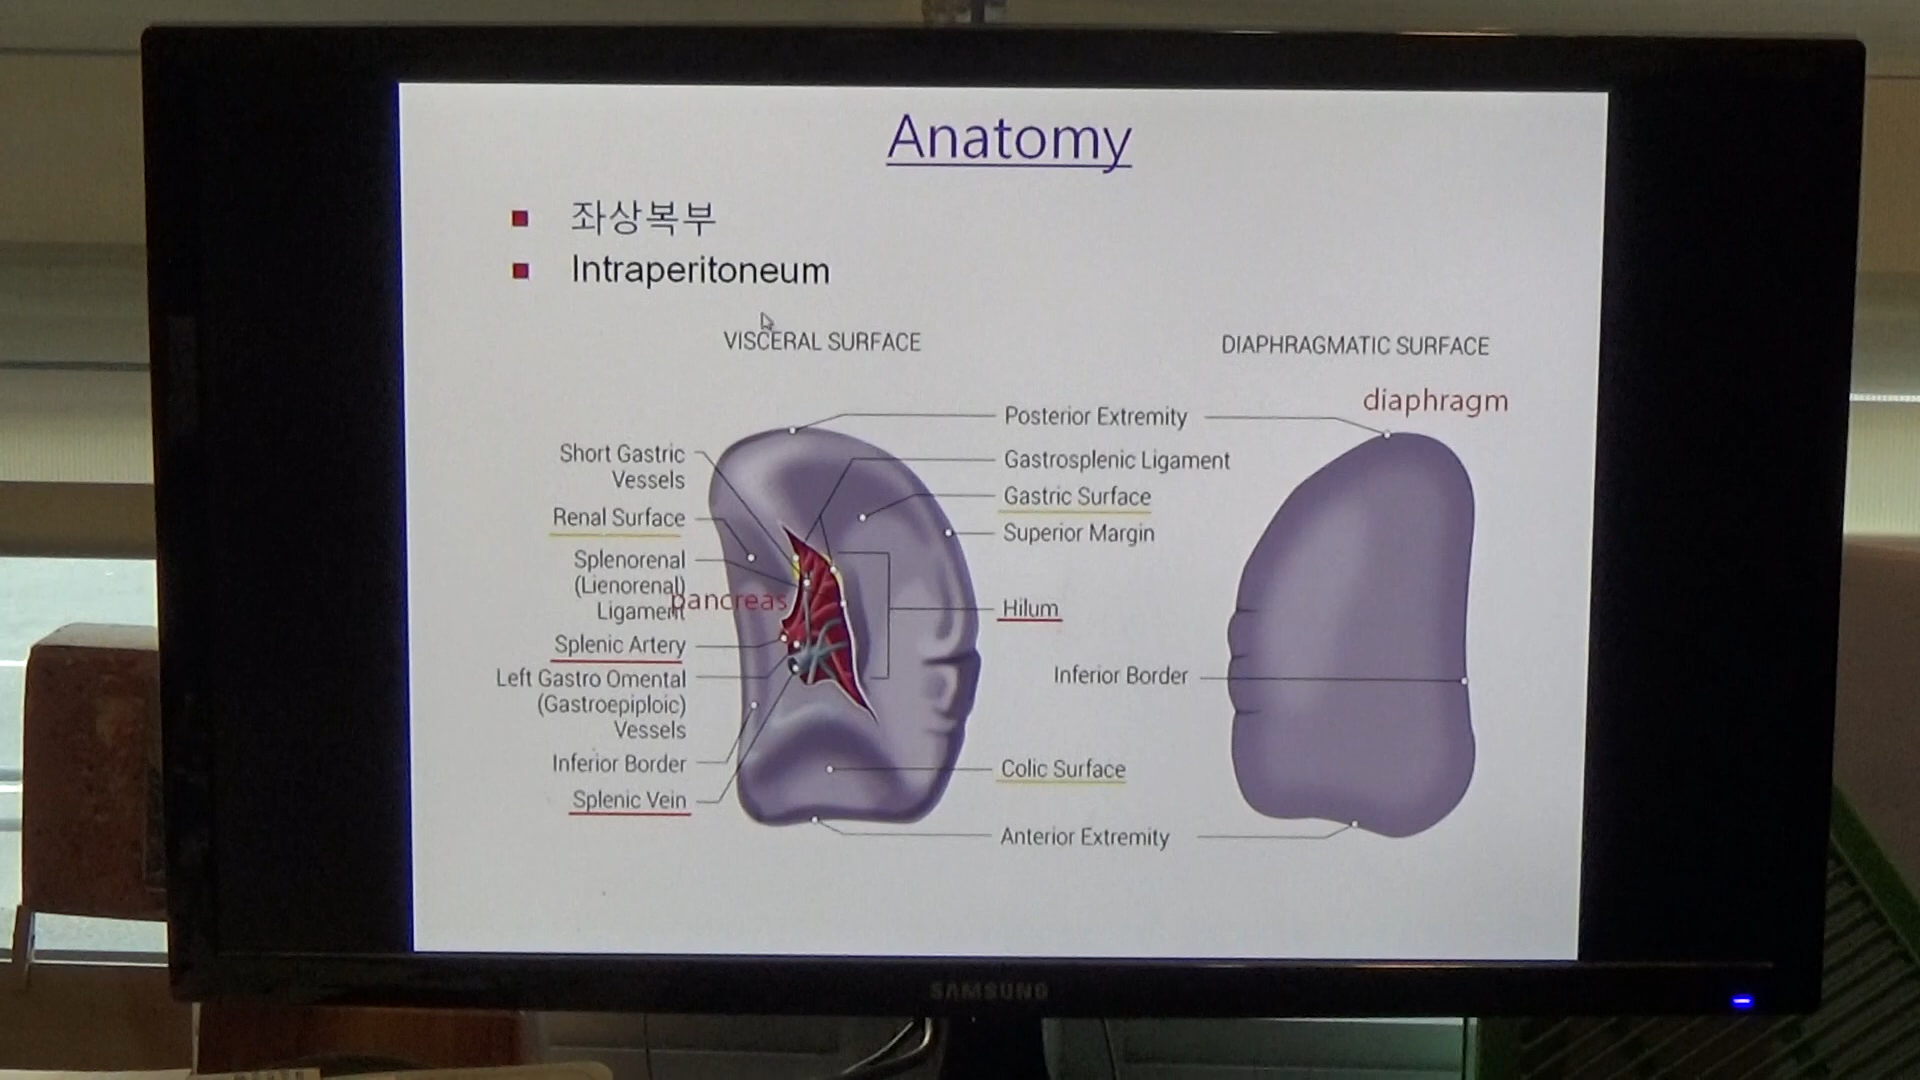 Anatomy
좌상복부
Intraperitoneum
VISCERAL SURFACE
DIAPHRAGMATIC SURFACE
diaphragm
Posterior Extremity
Short Gastric
Vessels
Gastrosplenic Ligament
Gastric Surface
Renal Surface
Superior Margin
Splenorenal
(Lienorenal)
Ligament
pancreas
Hilum
Splenic Artery
Left Gastro Omental
(Gastroepiploic)
Vessels
Inferior Border
Inferior Border
Colic Surface
Splenic Vein
Anterior Extremity
SAMSUNG